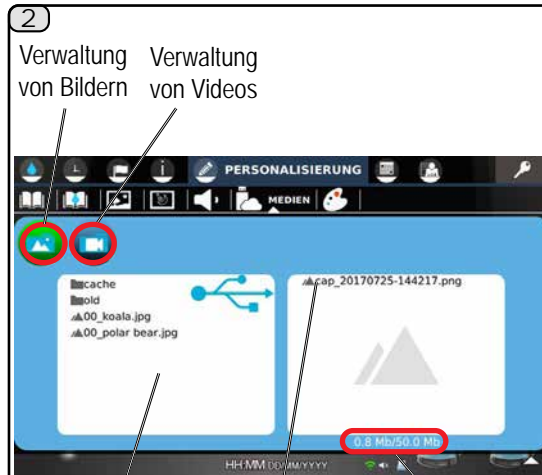 2
Verwaltung
von Bildern
Verwaltung
von Videos
PERSONALISIERUNG
MEDIEN
cache
old
00_koala.jpg
00_polar bear.jpg
cap_20170725-144217.png
0.8 Mb/50.0 Mb
HH:MM DD/MM/YYYY